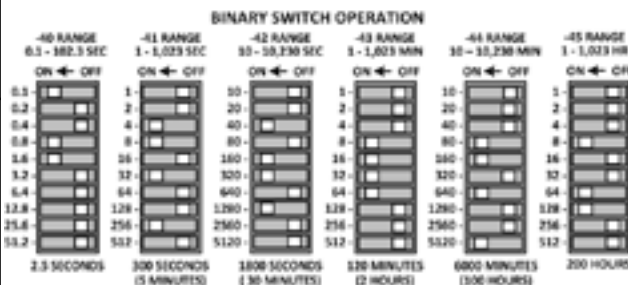 BINARY SWITCH OPERATION
-40 RANGE
0.1 - 102.3 SEC
ON ← OFF
0.1
0.2
0.4
0.8
1.6
3.2
6.4
12.8
25.6
51.2
2.3 SECONDS
-41 RANGE
1 - 1,023 SEC
ON ← OFF
1
2
4
8
16
32
64
128
256
512
300 SECONDS
(5 MINUTES)
-42 RANGE
10 - 10,230 SEC
ON ← OFF
10
20
40
80
160
320
640
1280
2560
5120
1800 SECONDS
(30 MINUTES)
-43 RANGE
1 - 1,023 MIN
ON ← OFF
1
2
4
8
16
32
64
128
256
512
120 MINUTES
(2 HOURS)
-44 RANGE
10 - 10,230 MIN
ON ← OFF
10
20
40
80
160
320
640
1280
2560
5120
6000 MINUTES
(100 HOURS)
-45 RANGE
1 - 1,023 HR
ON ← OFF
1
2
4
8
16
32
64
128
256
512
200 HOURS